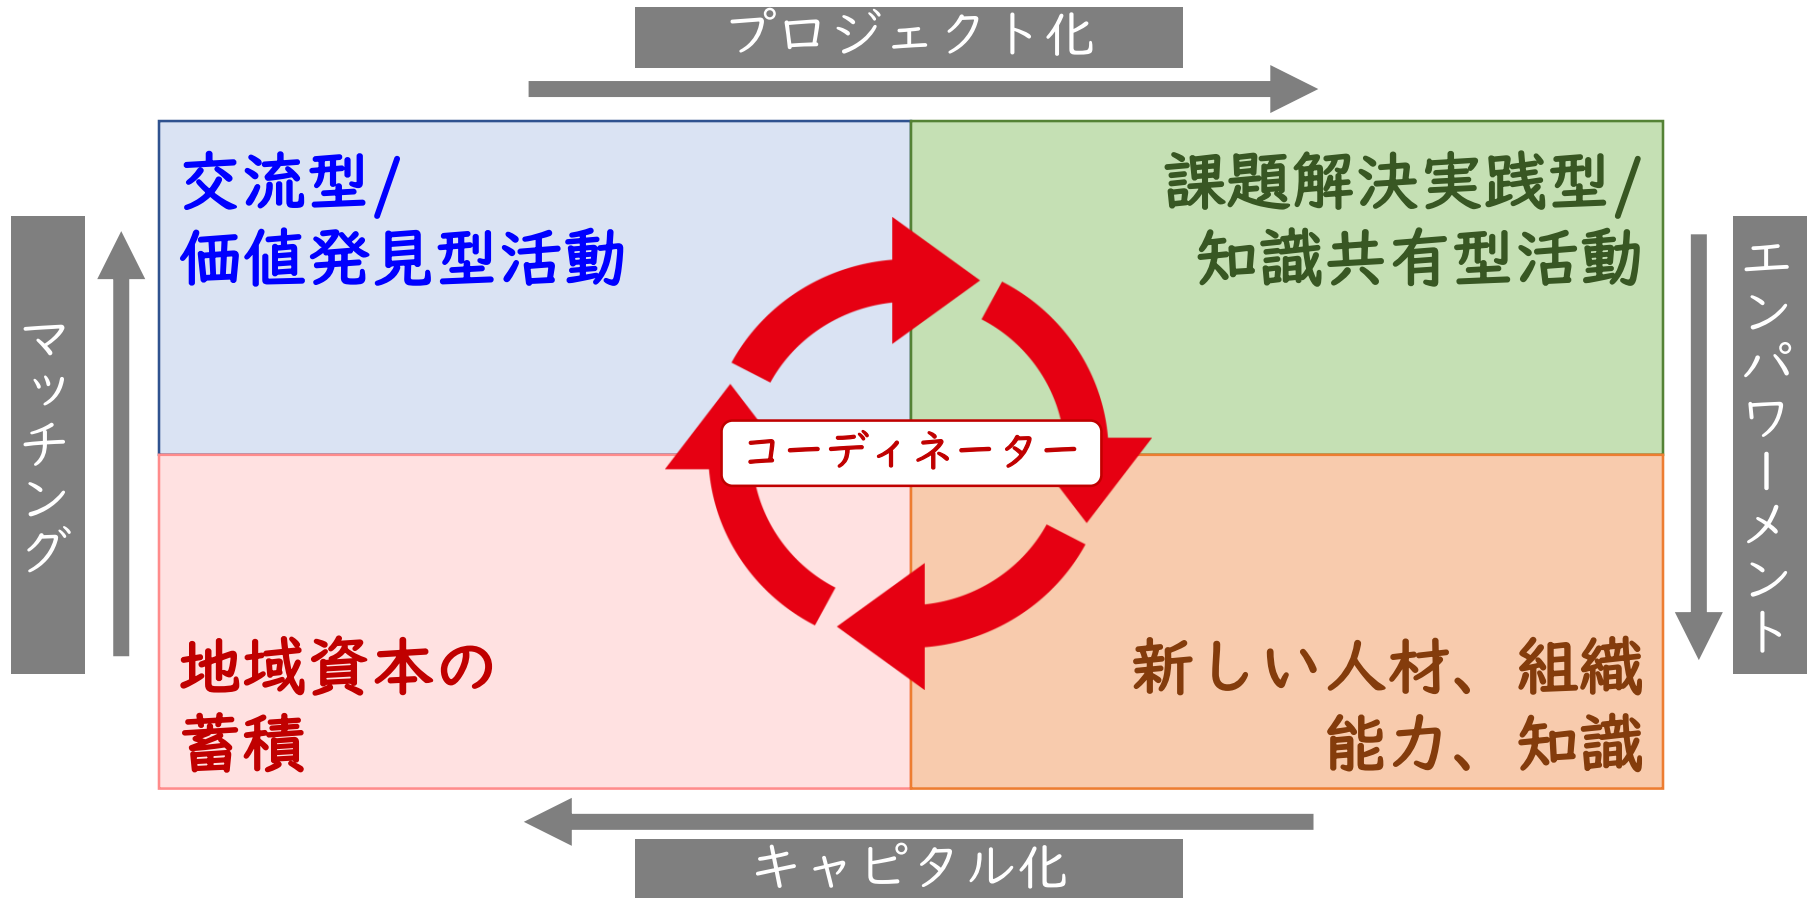 プロジェクト化
交流型/
価値発見型活動
課題解決実践型/
知識共有型活動
マッチング
エンパワーメント
コーディネーター
地域資本の
蓄積
新しい人材、組織
能力、知識
キャピタル化